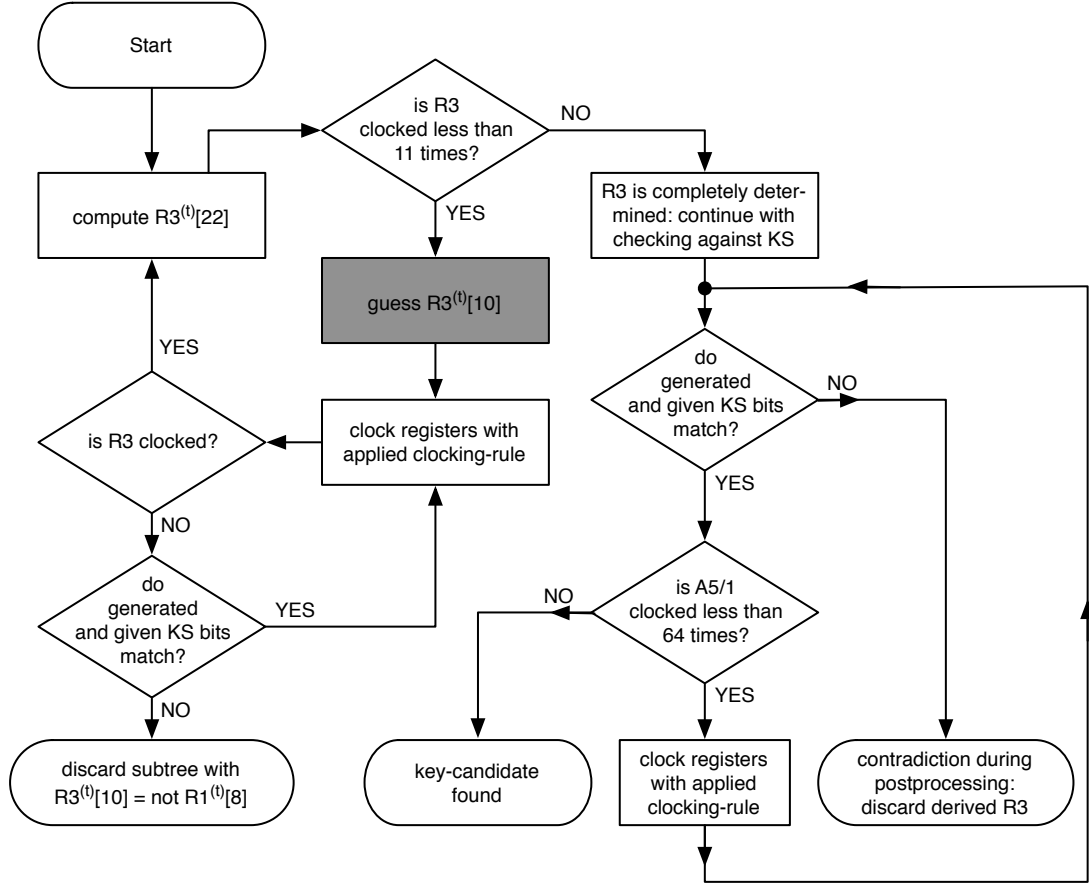 Start
compute R3(t)[22]
is R3
clocked less than
11 times?
NO
YES
guess R3(t)[10]
clock registers with
applied clocking-rule
is R3 clocked?
YES
NO
do
generated
and given KS bits
match?
YES
NO
discard subtree with
R3(t)[10] = not R1(t)[8]
R3 is completely deter-
mined: continue with
checking against KS
do
generated
and given KS bits
match?
NO
YES
is A5/1
clocked less than
64 times?
NO
YES
key-candidate
found
clock registers
with applied
clocking-rule
contradiction during
postprocessing:
discard derived R3